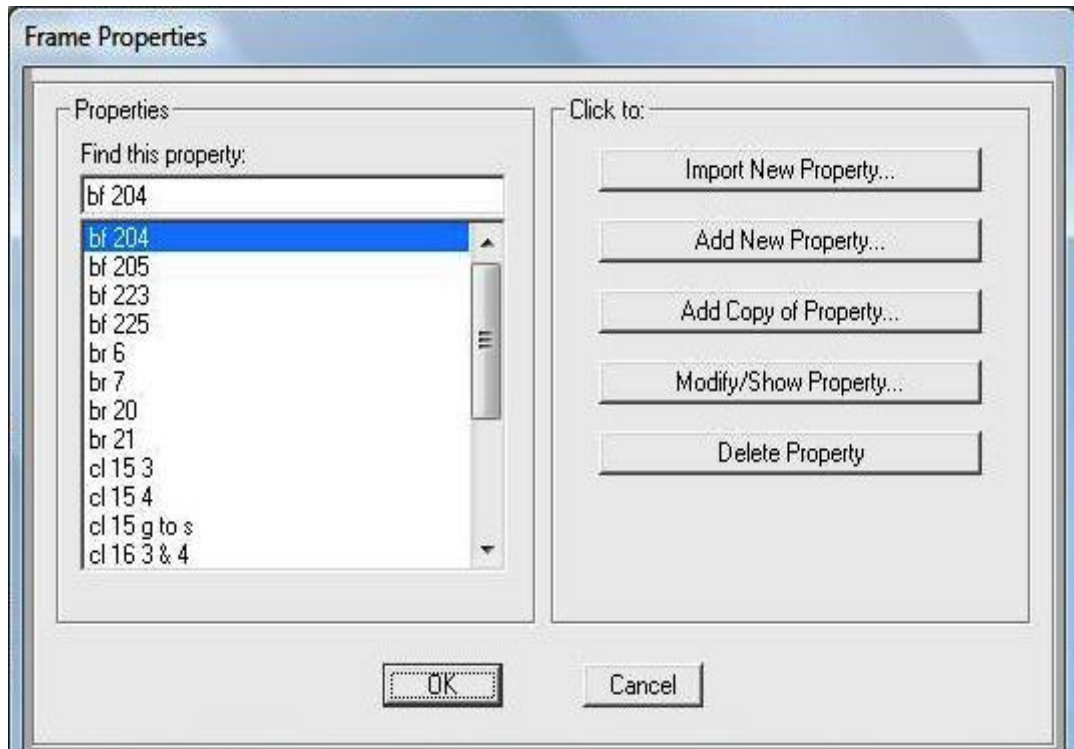 Frame Properties
Properties
Find this property:
bf 204
bf 204
bf 205
bf 223
bf 225
br 6
br 7
br 20
br 21
cl 15 3
cl 15 4
cl 15 g to s
cl 16 3 & 4
Click to:
Import New Property...
Add New Property...
Add Copy of Property...
Modify/Show Property...
Delete Property
OK
Cancel